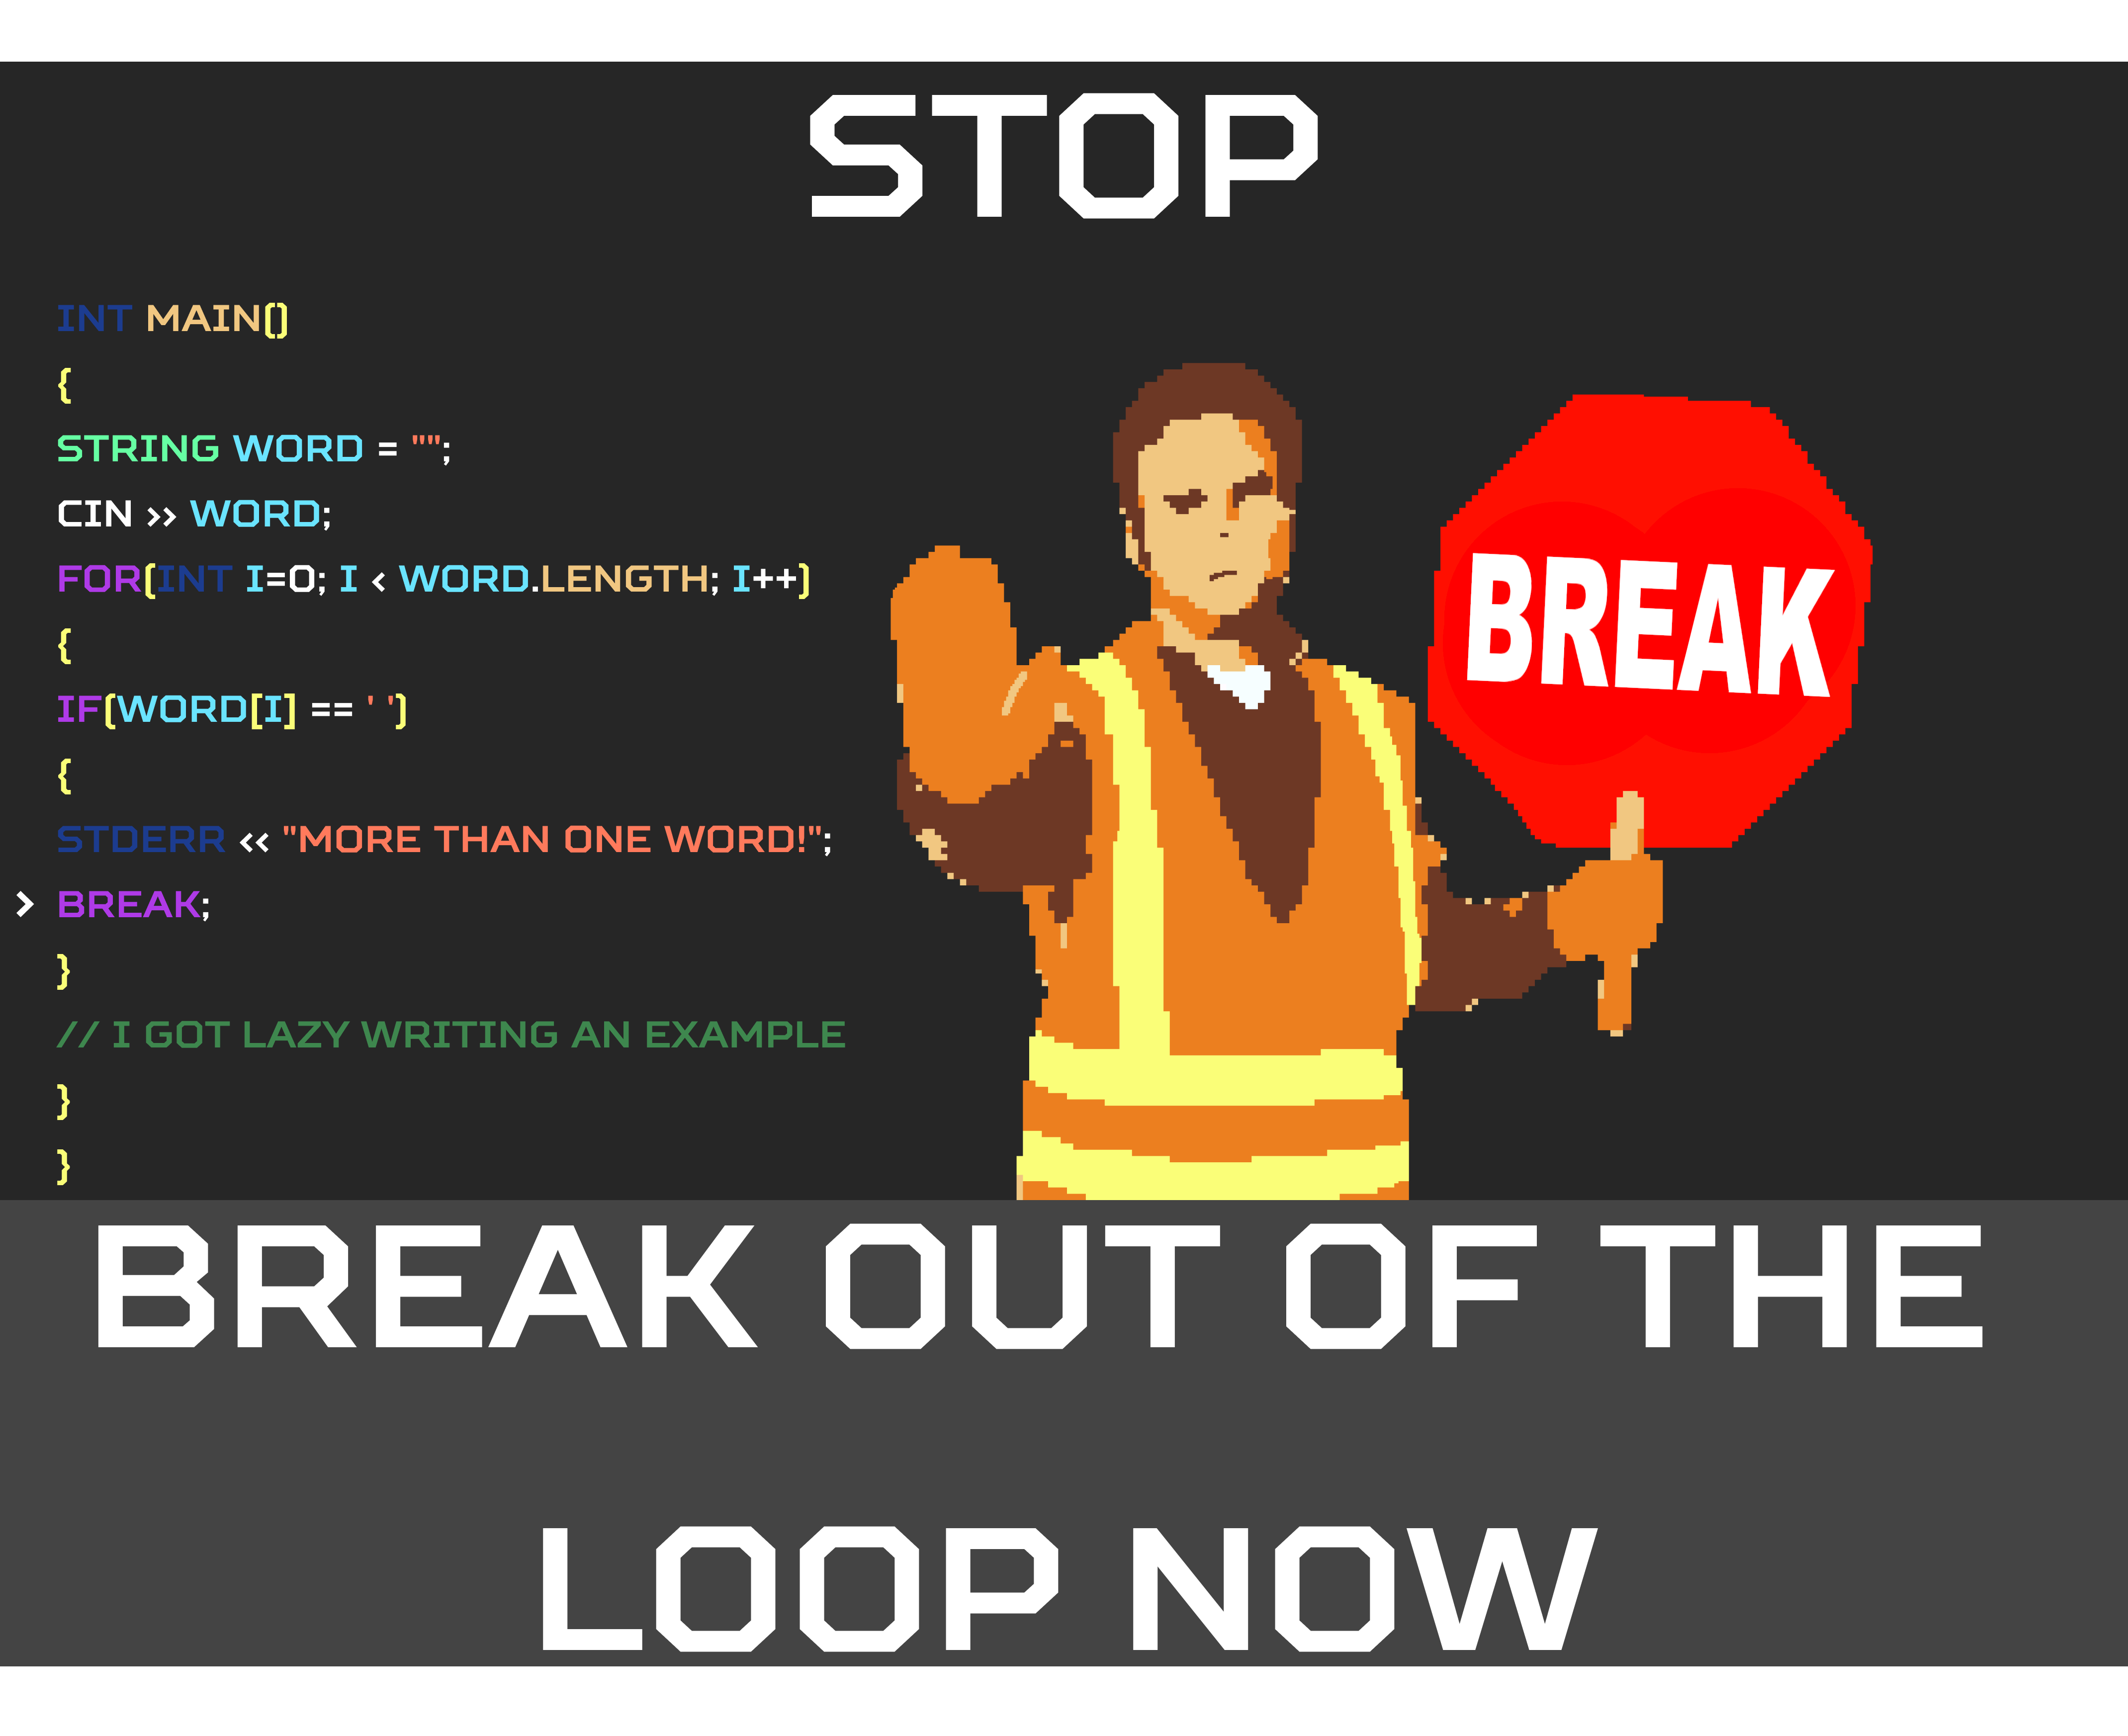 STOP
INT MAIN()
{
STRING WORD = "";
CIN >> WORD;
FOR(INT I=0; I < WORD.LENGTH; I++)
{
IF(WORD[I] == ' ')
{
STDERR << "MORE THAN ONE WORD!";
> BREAK;
}
// I GOT LAZY WRITING AN EXAMPLE
}
}
BREAK
BREAK OUT OF THE
LOOP NOW